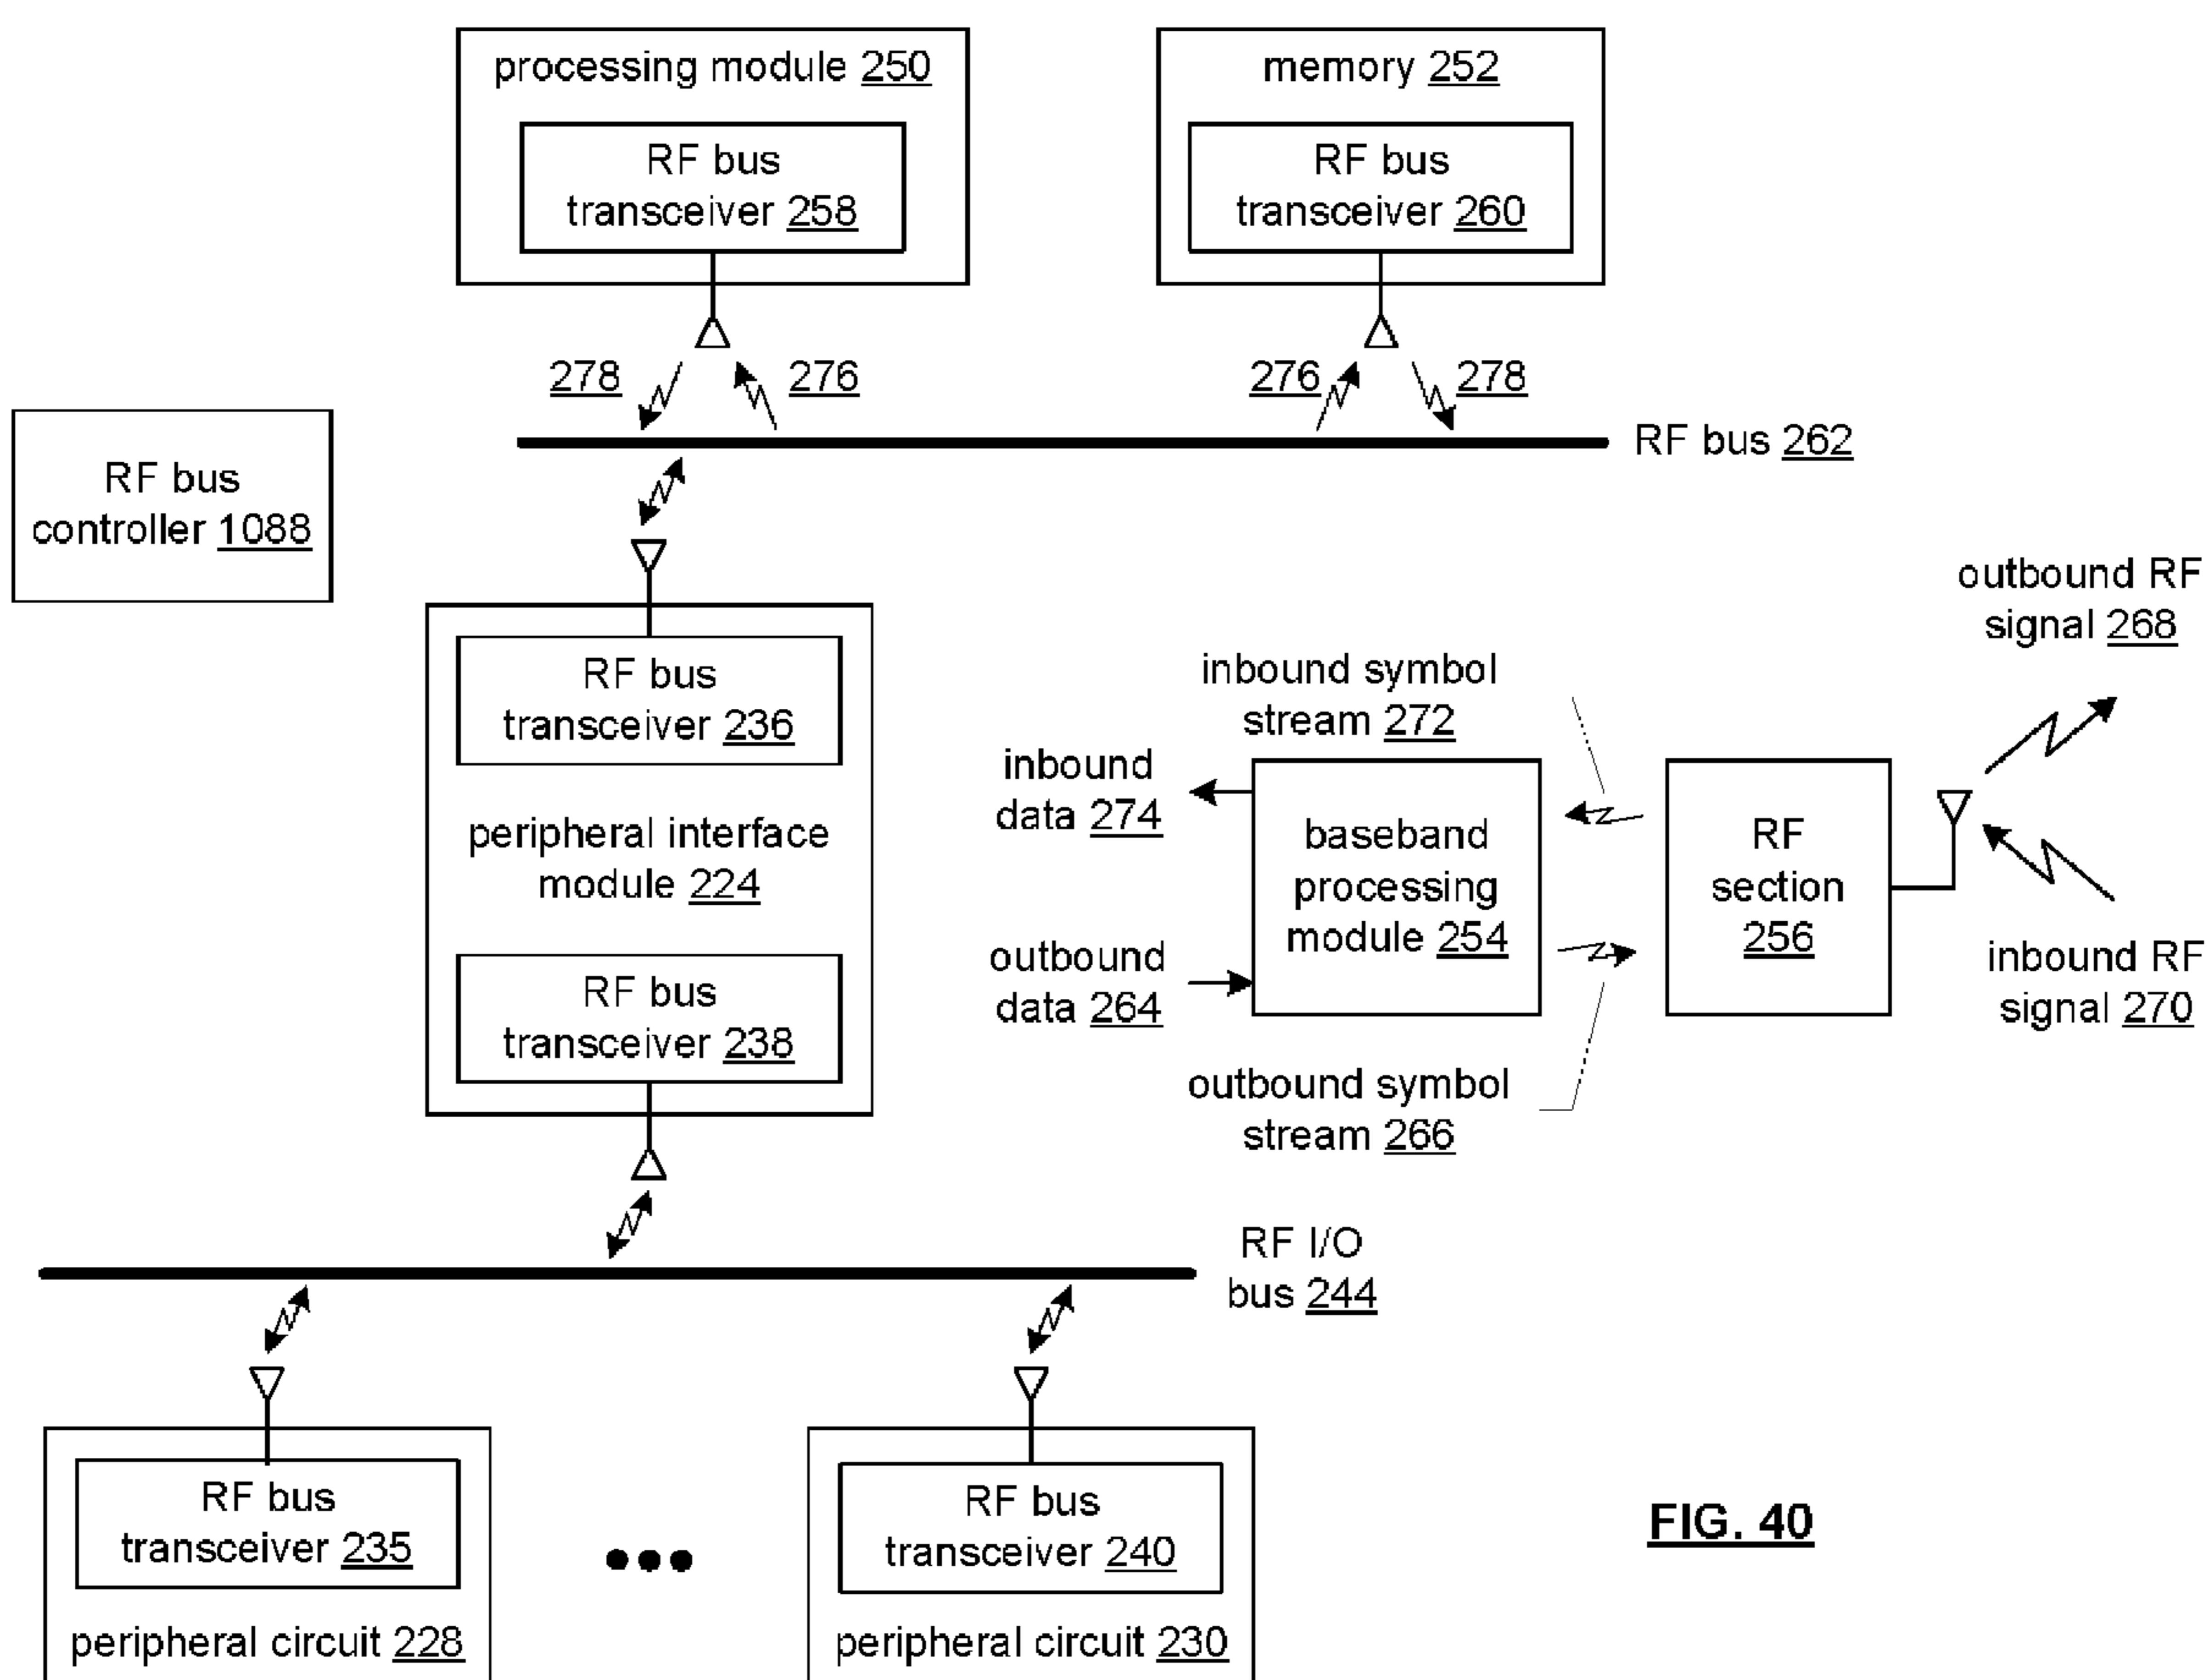 processing module 250
RF bus
transceiver 258
memory 252
RF bus
transceiver 260
278
276
276
278
RF bus 262
RF bus
controller 1088
RF bus
transceiver 236
peripheral interface
module 224
RF bus
transceiver 238
outbound RF
signal 268
inbound symbol
stream 272
inbound
data 274
baseband
processing
module 254
RF
section
256
outbound
data 264
inbound RF
signal 270
outbound symbol
stream 266
RF I/O
bus 244
RF bus
transceiver 235
peripheral circuit 228
RF bus
transceiver 240
peripheral circuit 230
FIG. 40